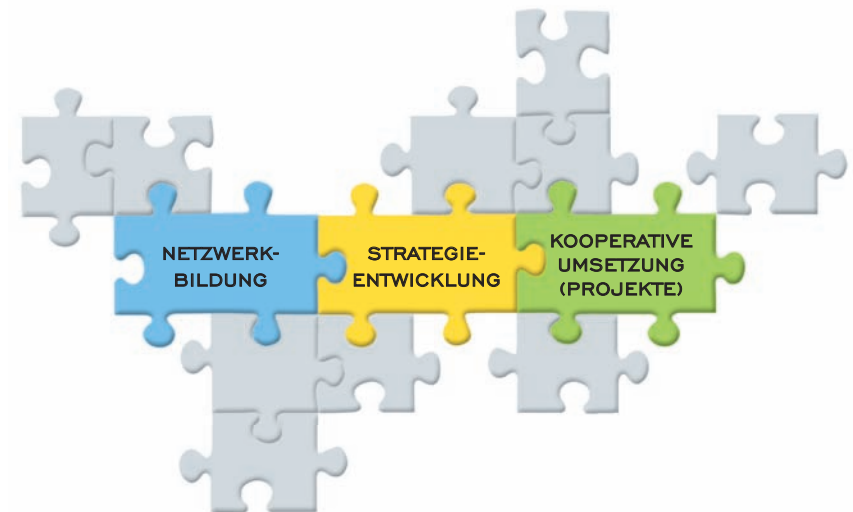 NETZWERK-
BILDUNG
STRATEGIE-
ENTWICKLUNG
KOOPERATIVE
UMSETZUNG
(PROJEKTE)